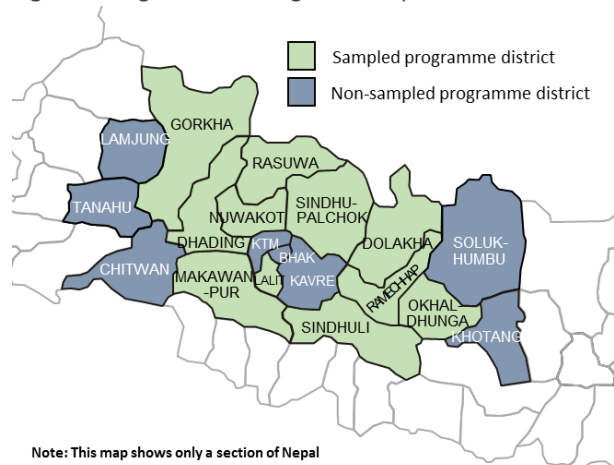 Sampled programme district
Non-sampled programme district
GORKHA
LAMJUNG
RASUWA
TANAHU
NUWAKOT
SINDHU-
PALCHOK
DHADING
KTM
DOLAKHA
SOLUK-
HUMBU
BHAK
CHITWAN
MAKAWAN
-PUR
LALIT
KAVRE
RAMECHHAP
OKHAL-
DHUNGA
SINDHULI
KHOTANG
Note: This map shows only a section of Nepal